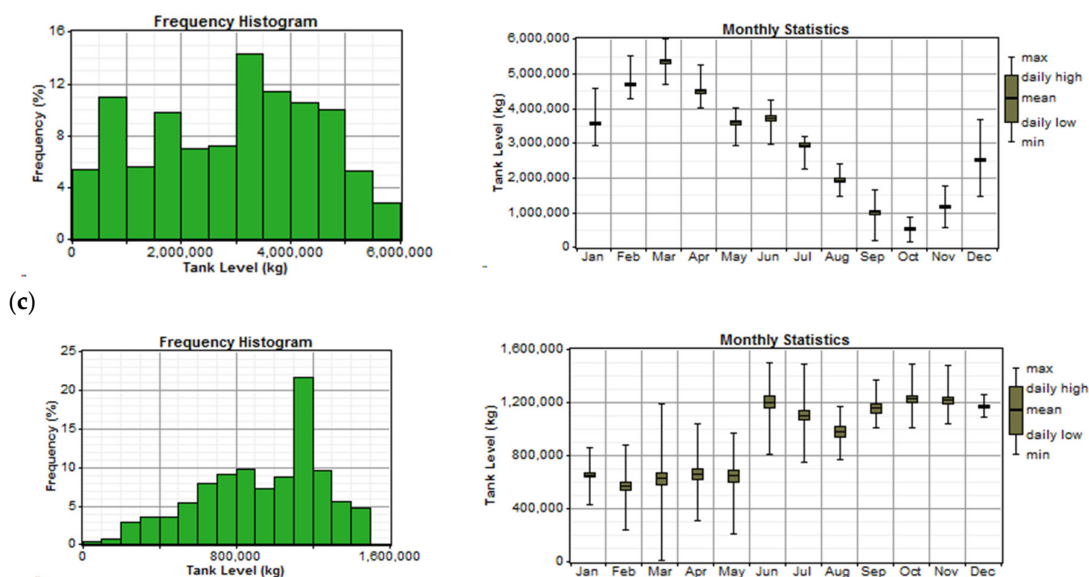 Frequency Histogram
16
12
8
4
0
Frequency (%)
0 2,000,000 4,000,000 6,000,000
Tank Level (kg)
Monthly Statistics
6,000,000
5,000,000
4,000,000
3,000,000
2,000,000
1,000,000
0
Tank Level (kg)
Jan Feb Mar Apr May Jun Jul Aug Sep Oct Nov Dec
max
daily high
mean
daily low
min
(c)
Frequency Histogram
25
20
15
10
5
0
Frequency (%)
0 800,000 1,600,000
Tank Level (kg)
Monthly Statistics
1,600,000
1,200,000
800,000
400,000
0
Tank Level (kg)
Jan Feb Mar Apr May Jun Jul Aug Sep Oct Nov Dec
max
daily high
mean
daily low
min